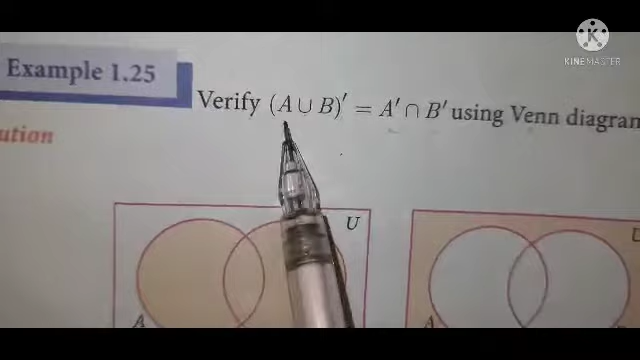 K
KINEMASTER
Example 1.25
Verify (A ∪ B)′ = A′ ∩ B′ using Venn diagram
ution
U
U
A
A